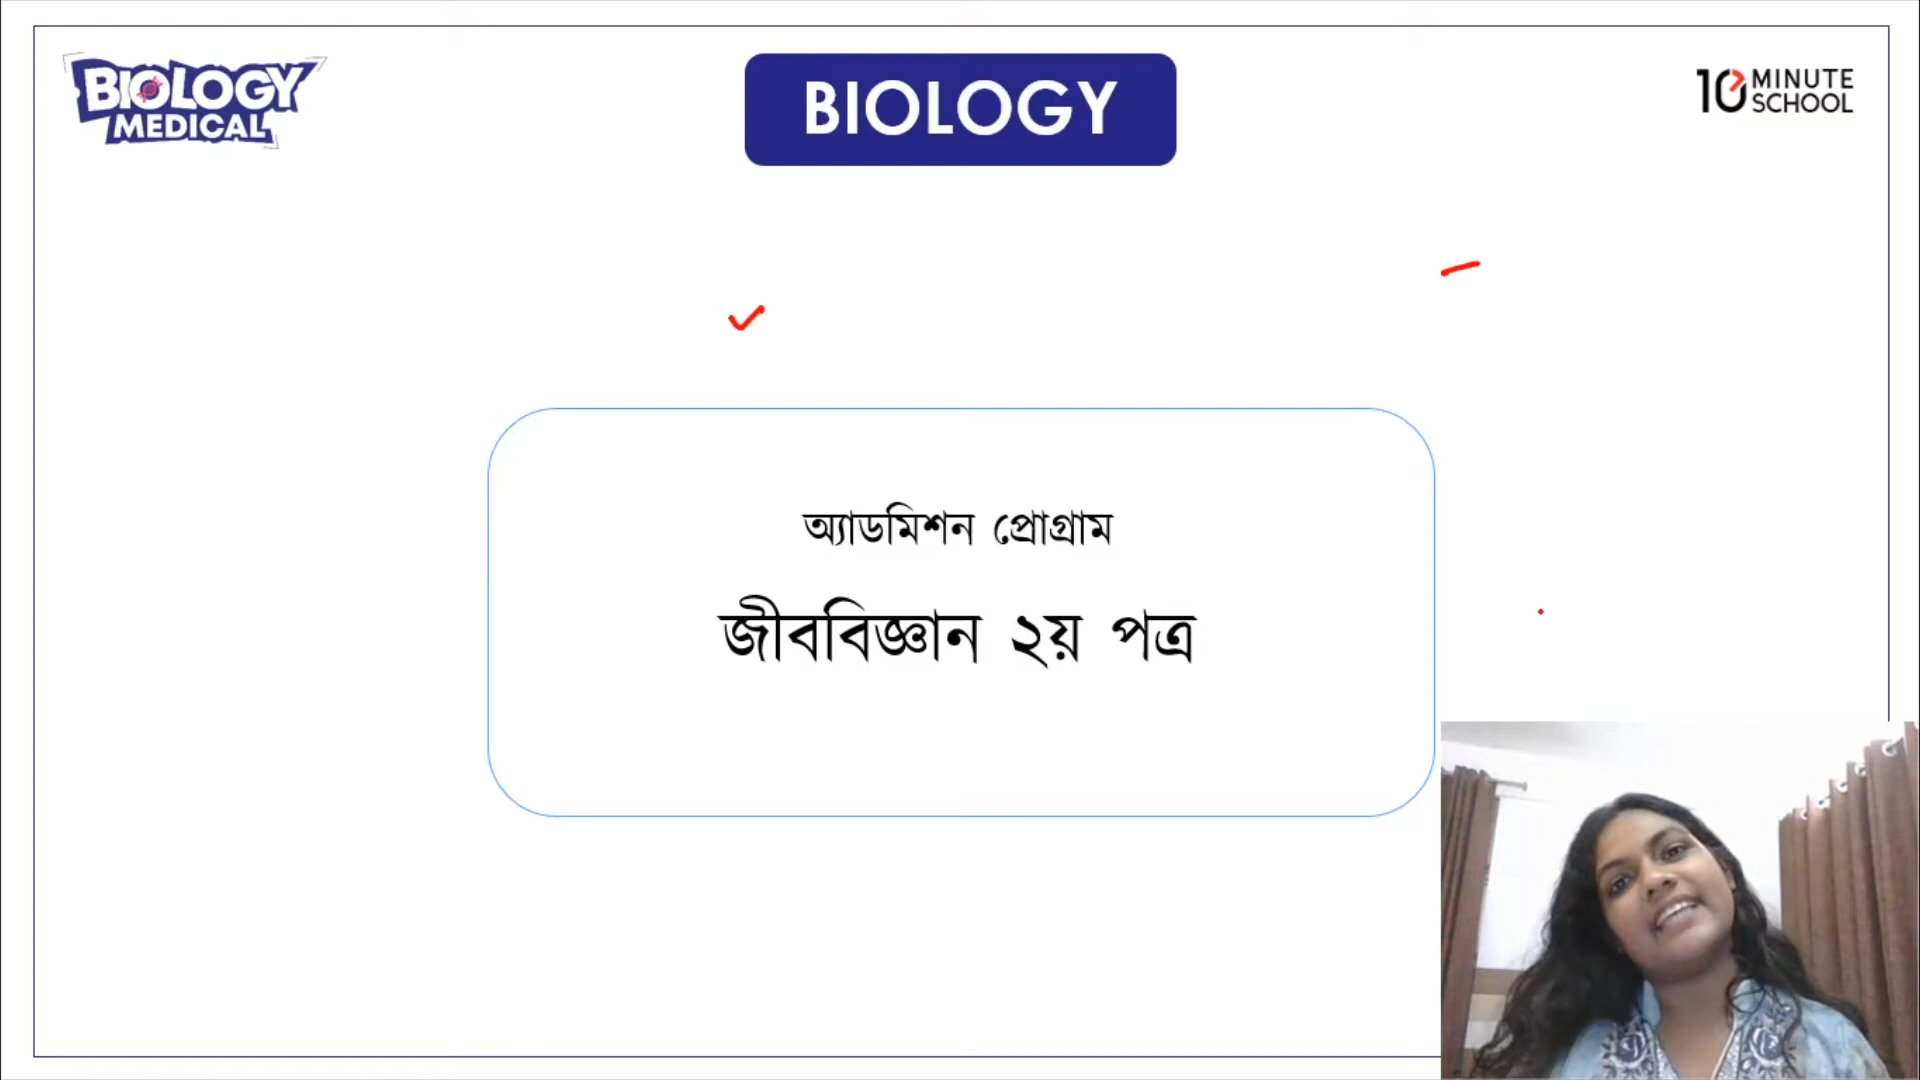 BIOLOGY
MEDICAL
BIOLOGY
10 MINUTE
SCHOOL
অ্যাডমিশন প্রোগ্রাম
জীববিজ্ঞান ২য় পত্র